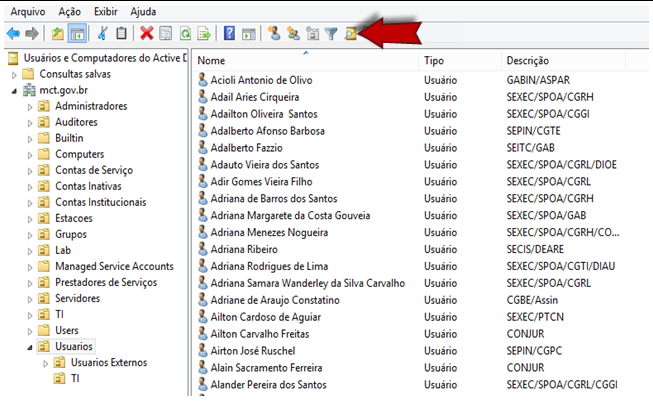 Arquivo Ação Exibir Ajuda
Usuários e Computadores do Active D
Consultas salvas
mct.gov.br
Administradores
Auditores
Builtin
Computers
Contas de Serviço
Contas Inativas
Contas Institucionais
Estacoes
Grupos
Lab
Managed Service Accounts
Prestadores de Serviços
Servidores
TI
Users
Usuarios
Usuarios Externos
TI
Nome Tipo Descrição
Acioli Antonio de Olivo Usuário GABIN/ASPAR
Adail Aries Cirqueira Usuário SEXEC/SPOA/CGRH
Adailton Oliveira Santos Usuário SEXEC/SPOA/CGGI
Adalberto Afonso Barbosa Usuário SEPIN/CGTE
Adalberto Fazzio Usuário SEITC/GAB
Adauto Vieira dos Santos Usuário SEXEC/SPOA/CGRL/DIOE
Adir Gomes Vieira Filho Usuário SEXEC/SPOA/CGRL
Adriana de Barros dos Santos Usuário SEXEC/SPOA/CGRH
Adriana Margarete da Costa Gouveia Usuário SEXEC/SPOA/GAB
Adriana Menezes Nogueira Usuário SEXEC/SPOA/CGRH/CO...
Adriana Ribeiro Usuário SECIS/DEARE
Adriana Rodrigues de Lima Usuário SEXEC/SPOA/CGTI/DIAU
Adriana Samara Wanderley da Silva Carvalho Usuário SEXEC/SPOA/CGRL
Adriane de Araujo Constatino Usuário CGBE/Assin
Ailton Cardoso de Aguiar Usuário SEXEC/PTCN
Ailton Carvalho Freitas Usuário CONJUR
Airton José Ruschel Usuário SEPIN/CGPC
Alain Sacramento Ferreira Usuário CONJUR
Alander Pereira dos Santos Usuário SEXEC/SPOA/CGRL/CGGI